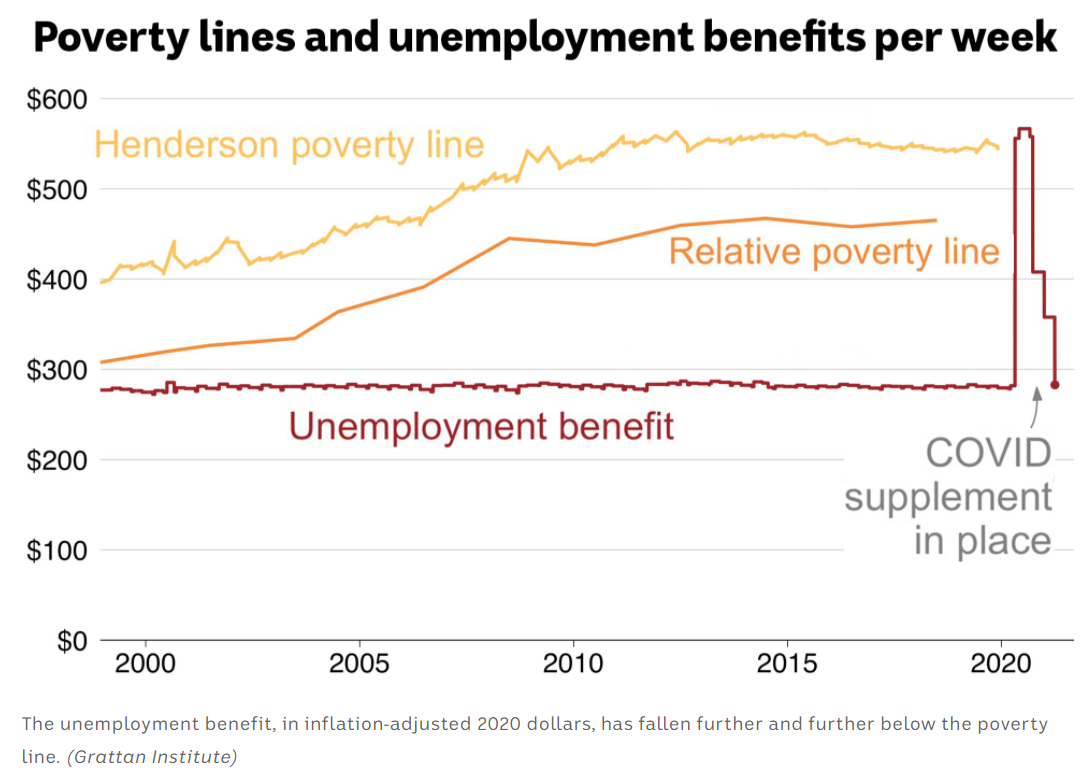 Poverty lines and unemployment benefits per week
$600
Henderson poverty line
$500
$400
Relative poverty line
$300
Unemployment benefit
$200
COVID
supplement
in place
$100
$0
2000 2005 2010 2015 2020
The unemployment benefit, in inflation-adjusted 2020 dollars, has fallen further and further below the poverty
line. (Grattan Institute)